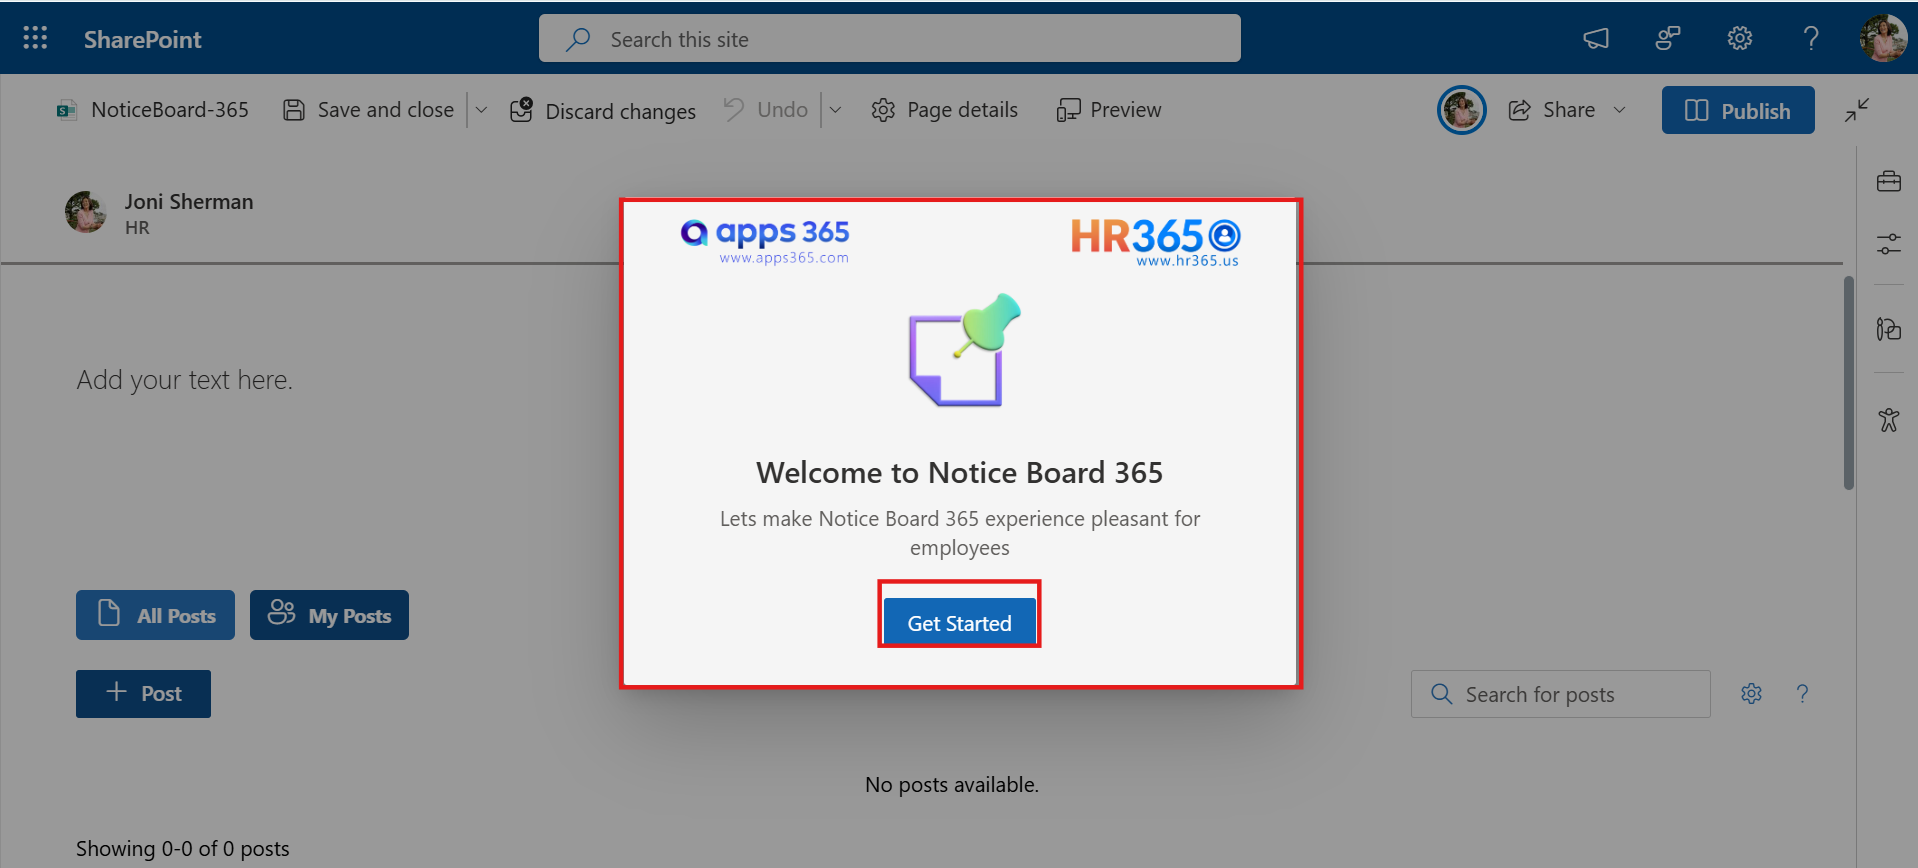 SharePoint
Search this site
NoticeBoard-365
Save and close
Discard changes
Undo
Page details
Preview
Share
Publish
Joni Sherman
HR
apps 365
www.apps365.com
HR365
www.hr365.us
Add your text here.
Welcome to Notice Board 365
Lets make Notice Board 365 experience pleasant for
employees
Get Started
All Posts
My Posts
+ Post
Search for posts
No posts available.
Showing 0-0 of 0 posts